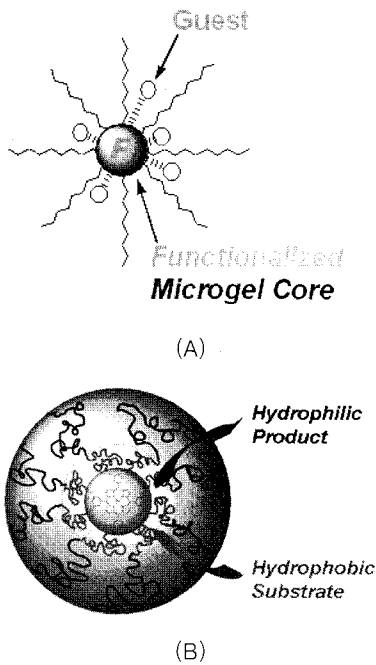 Guest
F
Functionalized
Microgel Core
(A)
Hydrophilic
Product
Hydrophobic
Substrate
(B)